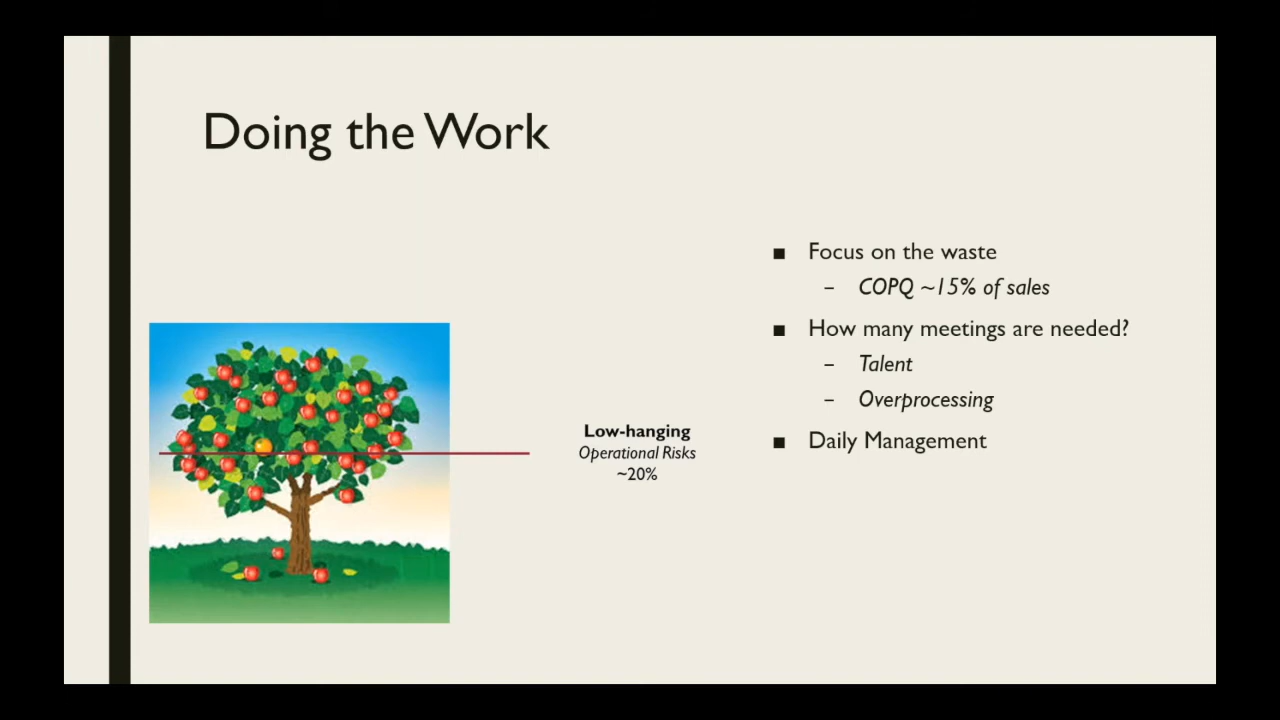 Doing the Work
Low-hanging
Operational Risks
~20%
■ Focus on the waste
– COPQ ~15% of sales
■ How many meetings are needed?
– Talent
– Overprocessing
■ Daily Management